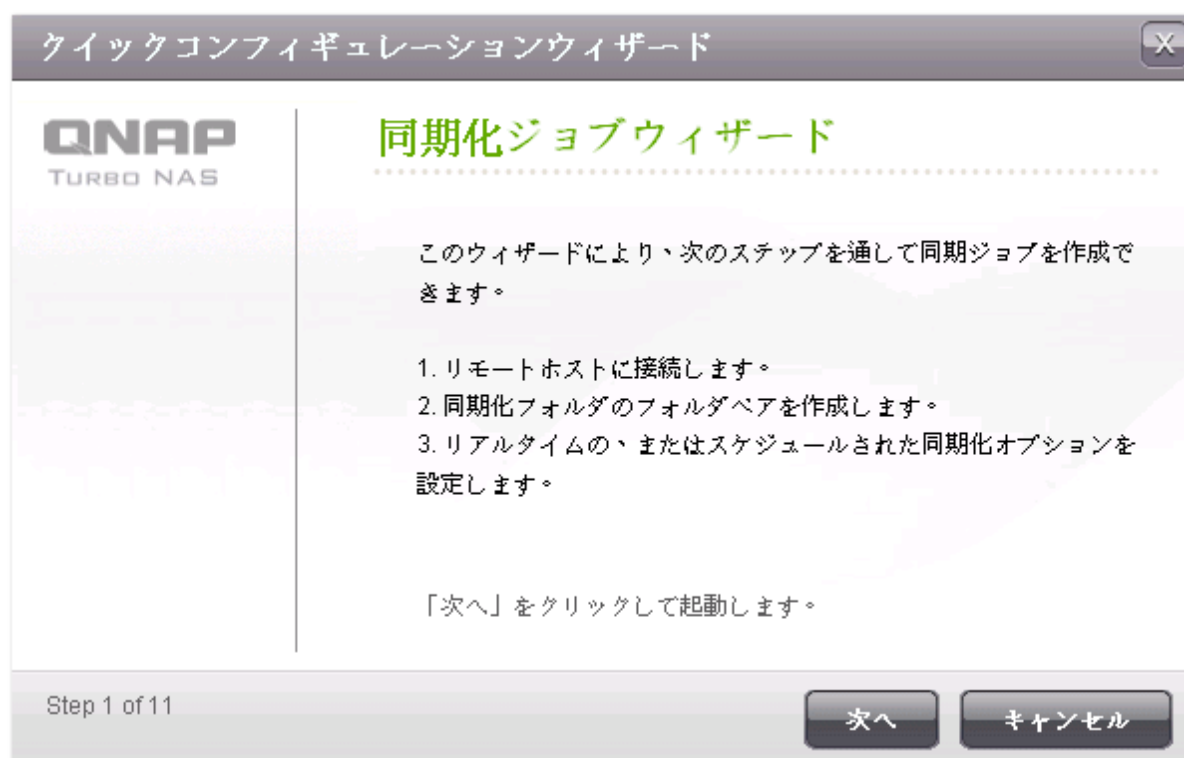 クイックコンフィギュレーションウィザード
X
QNAP
TURBO NAS
同期化ジョブウィザード
このウィザードにより、次のステップを通して同期ジョブを作成で
きます。
1. リモートホストに接続します。
2. 同期化フォルダのフォルダペアを作成します。
3. リアルタイムの、またはスケジュールされた同期化オプションを
設定します。
「次へ」をクリックして起動します。
Step 1 of 11
次へ
キャンセル